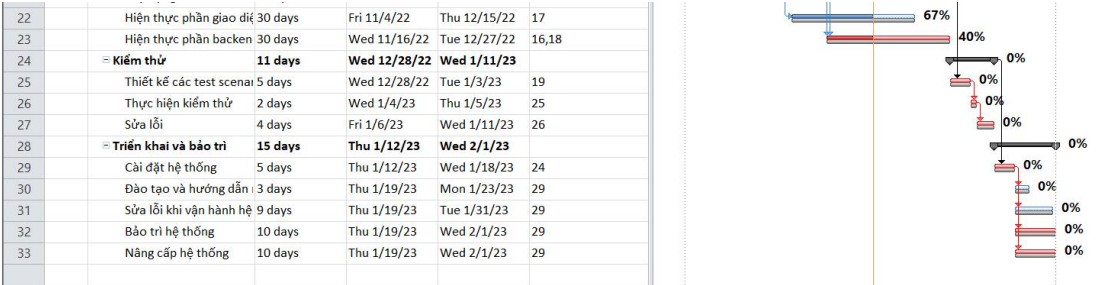 22 Hiện thực phần giao diệ 30 days Fri 11/4/22 Thu 12/15/22 17 67%
23 Hiện thực phần backen 30 days Wed 11/16/22 Tue 12/27/22 16,18 40%
24 Kiểm thử 11 days Wed 12/28/22 Wed 1/11/23 0%
25 Thiết kế các test scenar 5 days Wed 12/28/22 Tue 1/3/23 19 0%
26 Thực hiện kiểm thử 2 days Wed 1/4/23 Thu 1/5/23 25 0%
27 Sửa lỗi 4 days Fri 1/6/23 Wed 1/11/23 26 0%
28 Triển khai và bảo trì 15 days Thu 1/12/23 Wed 2/1/23 0%
29 Cài đặt hệ thống 5 days Thu 1/12/23 Wed 1/18/23 24 0%
30 Đào tạo và hướng dẫn 3 days Thu 1/19/23 Mon 1/23/23 29 0%
31 Sửa lỗi khi vận hành hệ 9 days Thu 1/19/23 Tue 1/31/23 29 0%
32 Bảo trì hệ thống 10 days Thu 1/19/23 Wed 2/1/23 29 0%
33 Nâng cấp hệ thống 10 days Thu 1/19/23 Wed 2/1/23 29 0%